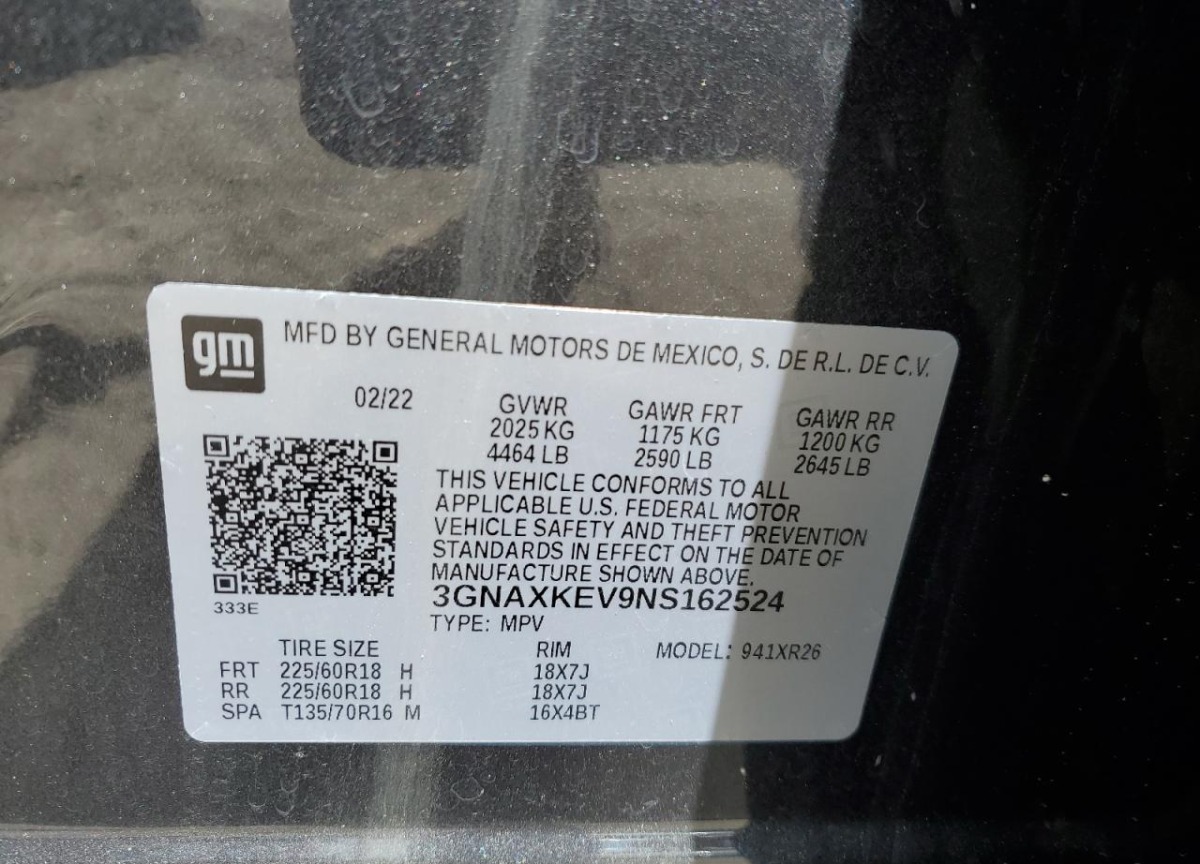 gm
MFD BY GENERAL MOTORS DE MEXICO, S. DE R.L. DE C.V.
02/22 GVWR GAWR FRT GAWR RR
2025 KG 1175 KG 1200 KG
4464 LB 2590 LB 2645 LB
THIS VEHICLE CONFORMS TO ALL
APPLICABLE U.S. FEDERAL MOTOR
VEHICLE SAFETY AND THEFT PREVENTION
STANDARDS IN EFFECT ON THE DATE OF
MANUFACTURE SHOWN ABOVE.
333E
3GNAXKEV9NS162524
TYPE: MPV
TIRE SIZE RIM MODEL: 941XR26
FRT 225/60R18 H 18X7J
RR 225/60R18 H 18X7J
SPA T135/70R16 M 16X4BT